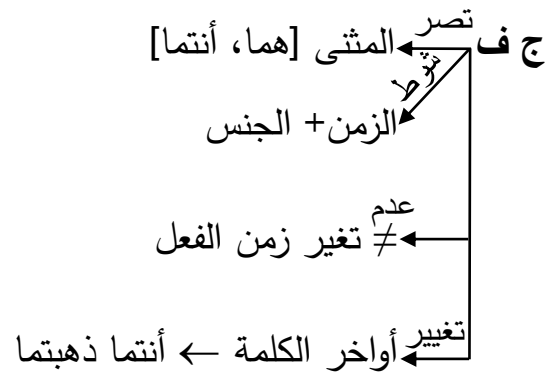 ج ف تصر المثنى [هما، أنتما]
شرط
الزمن+ الجنس
عدم
≠ تغير زمن الفعل
تغيير أواخر الكلمة ← أنتما ذهبتما